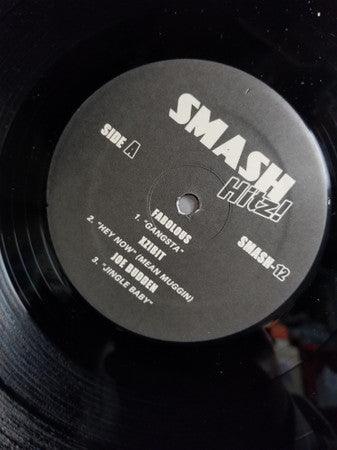 SMASH
Hitz!
SIDE A
SMASH-12
FABOLOUS
1. "GANGSTA"
XZIBIT
2. "HEY NOW" (MEAN MUGGIN)
JOE BUDDEN
3. "JINGLE BABY"